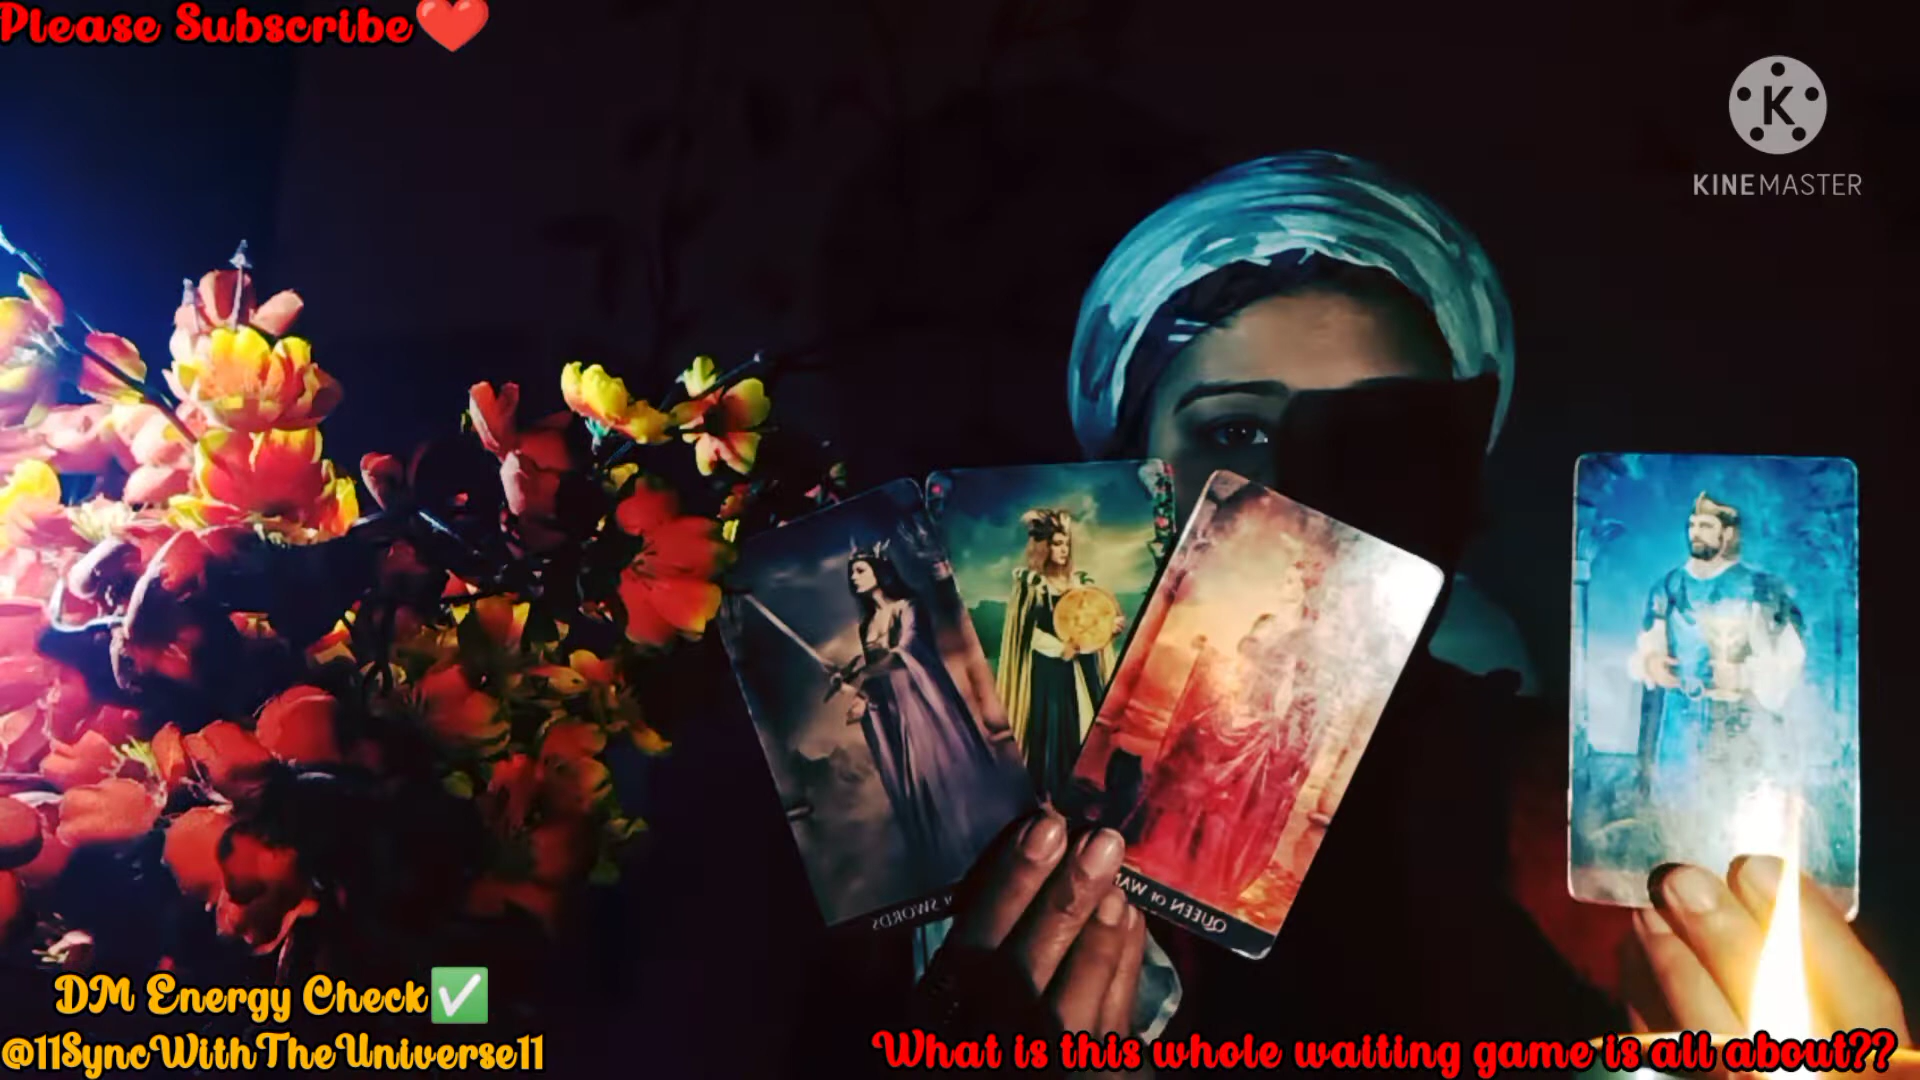 Please Subscribe❤️
K
KINEMASTER
SWORDS
QUEEN OF WAN
DM Energy Check✅
@11SyncWithTheUniverse11
What is this whole waiting game is all about??